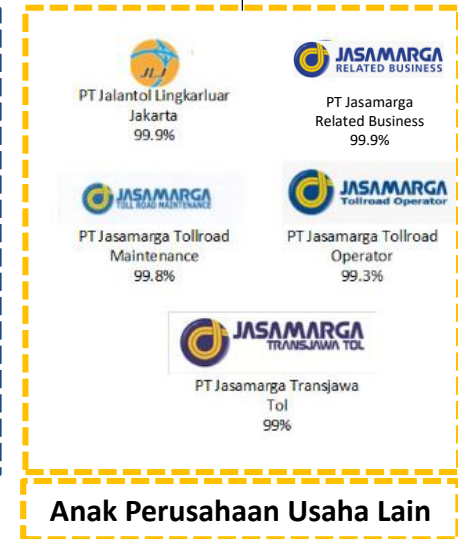 JLJ
PT Jalantol Lingkarluar
Jakarta
99.9%
JASAMARGA
RELATED BUSINESS
PT Jasamarga
Related Business
99.9%
JASAMARGA
TOLL ROAD MAINTENANCE
PT Jasamarga Tollroad
Maintenance
99.8%
JASAMARGA
Tollroad Operator
PT Jasamarga Tollroad
Operator
99.3%
JASAMARGA
TRANSJAWA TOL
PT Jasamarga Transjawa
Tol
99%
Anak Perusahaan Usaha Lain